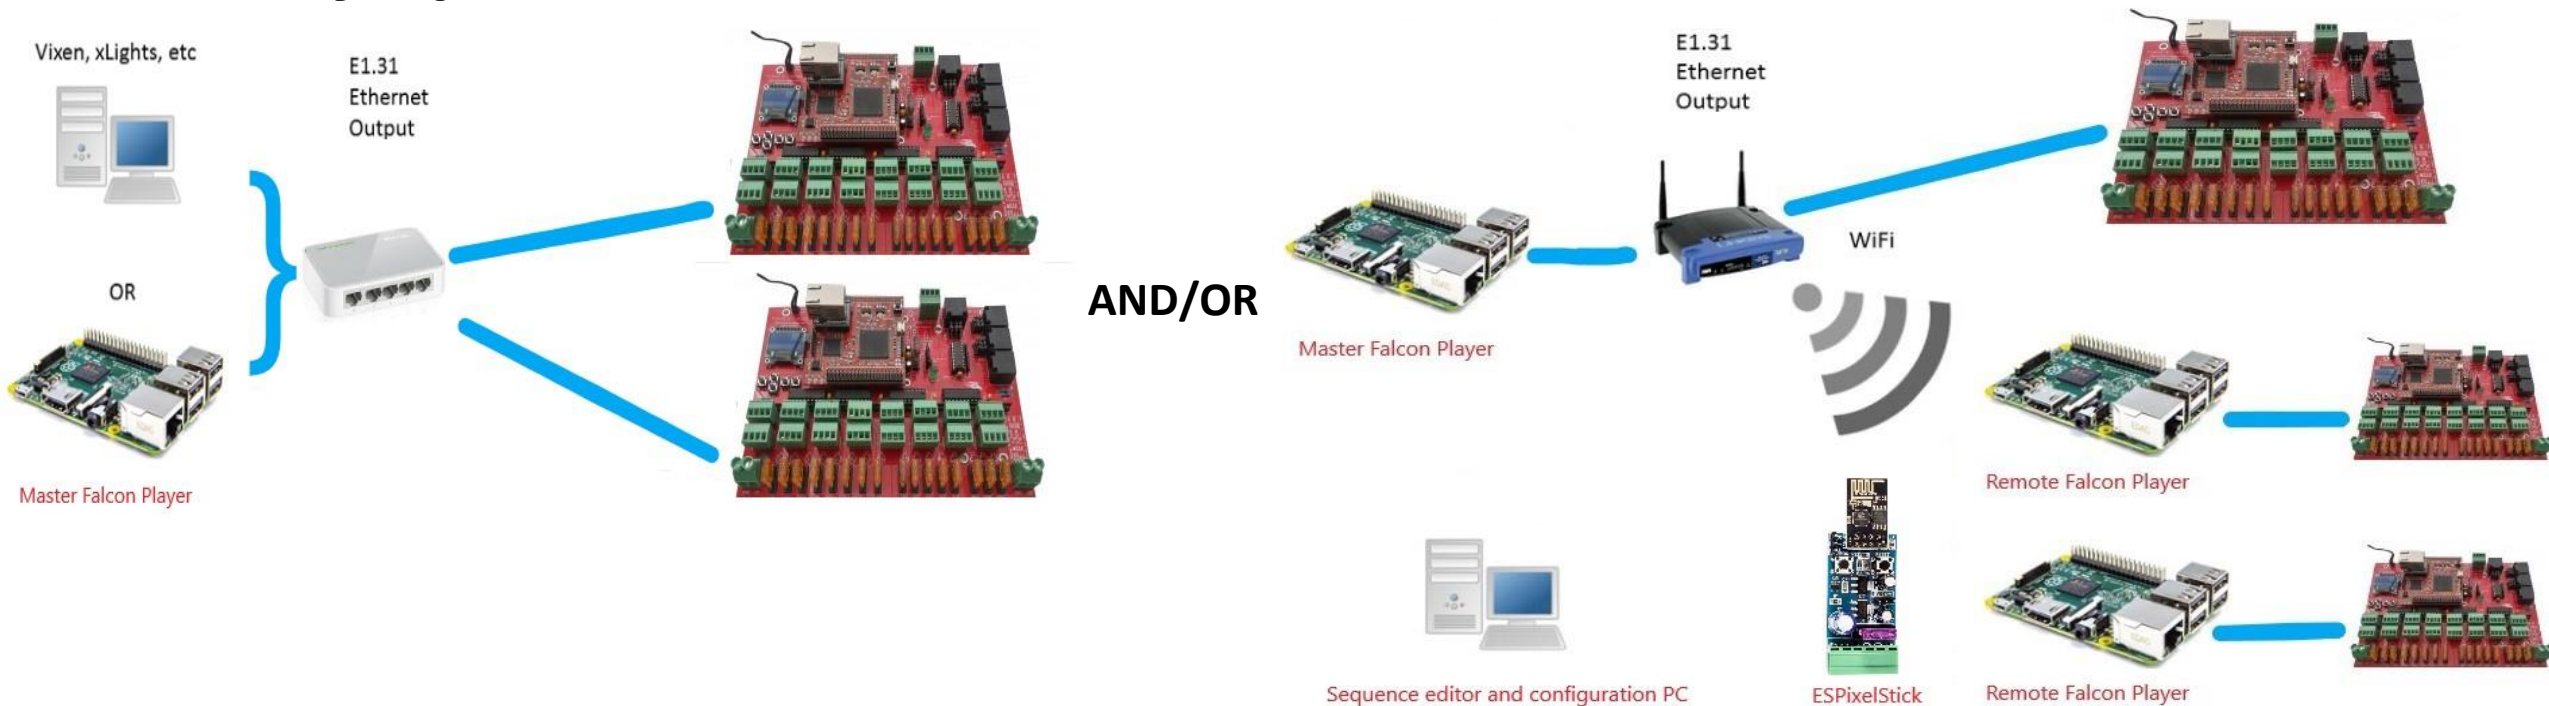 Vixen, xLights, etc
E1.31
Ethernet
Output
OR
Master Falcon Player
AND/OR
E1.31
Ethernet
Output
WiFi
Master Falcon Player
Remote Falcon Player
Sequence editor and configuration PC
ESPixelStick
Remote Falcon Player